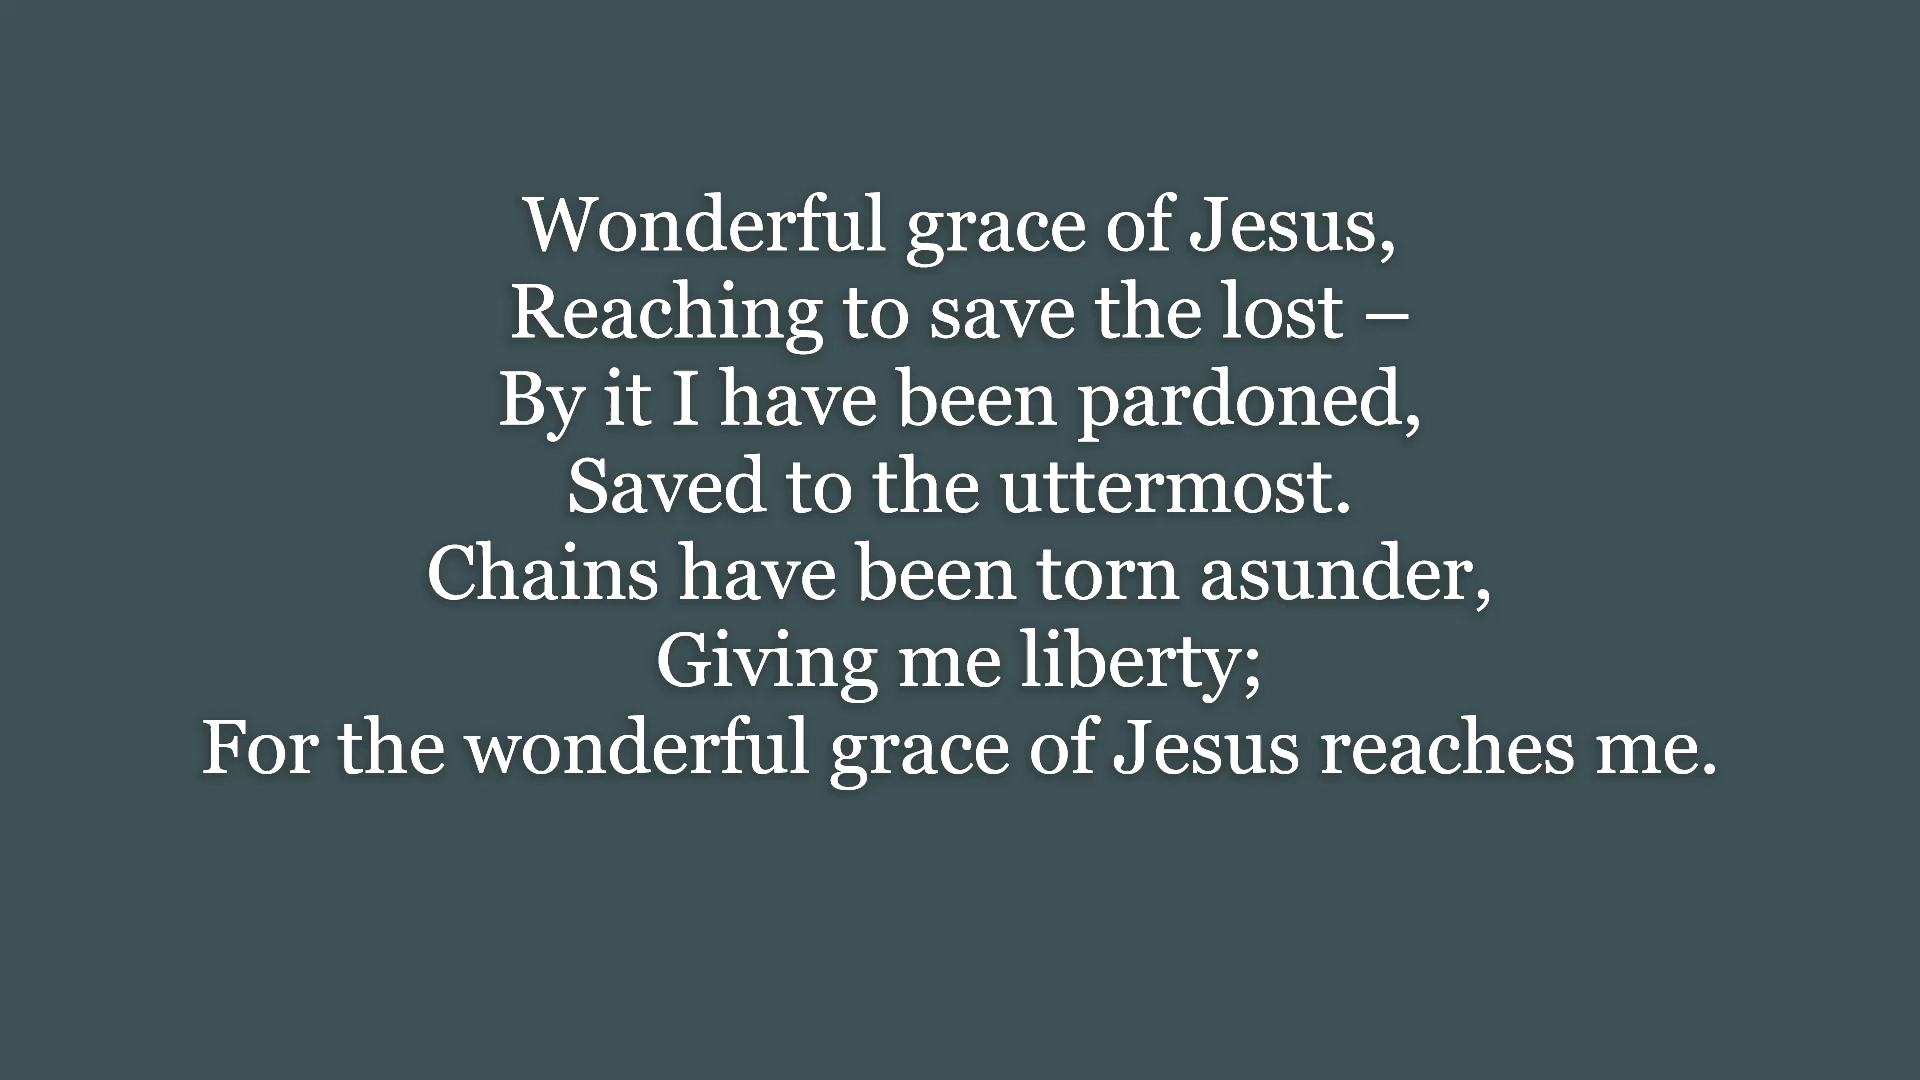 Wonderful grace of Jesus,
Reaching to save the lost –
By it I have been pardoned,
Saved to the uttermost.
Chains have been torn asunder,
Giving me liberty;
For the wonderful grace of Jesus reaches me.